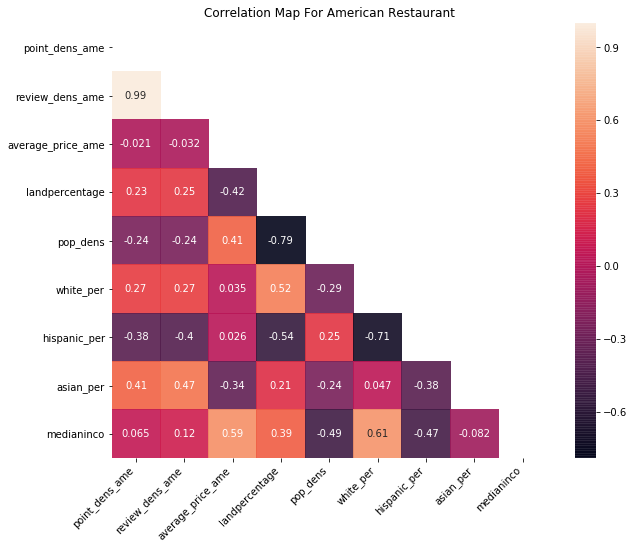 Correlation Map For American Restaurant
point_dens_ame
review_dens_ame 0.99
average_price_ame -0.021 -0.032
landpercentage 0.23 0.25 -0.42
pop_dens -0.24 -0.24 0.41 -0.79
white_per 0.27 0.27 0.035 0.52 -0.29
hispanic_per -0.38 -0.4 0.026 -0.54 0.25 -0.71
asian_per 0.41 0.47 -0.34 0.21 -0.24 0.047 -0.38
medianinco 0.065 0.12 0.59 0.39 -0.49 0.61 -0.47 -0.082
point_dens_ame
review_dens_ame
average_price_ame
landpercentage
pop_dens
white_per
hispanic_per
asian_per
medianinco
0.9
0.6
0.3
0.0
−0.3
−0.6